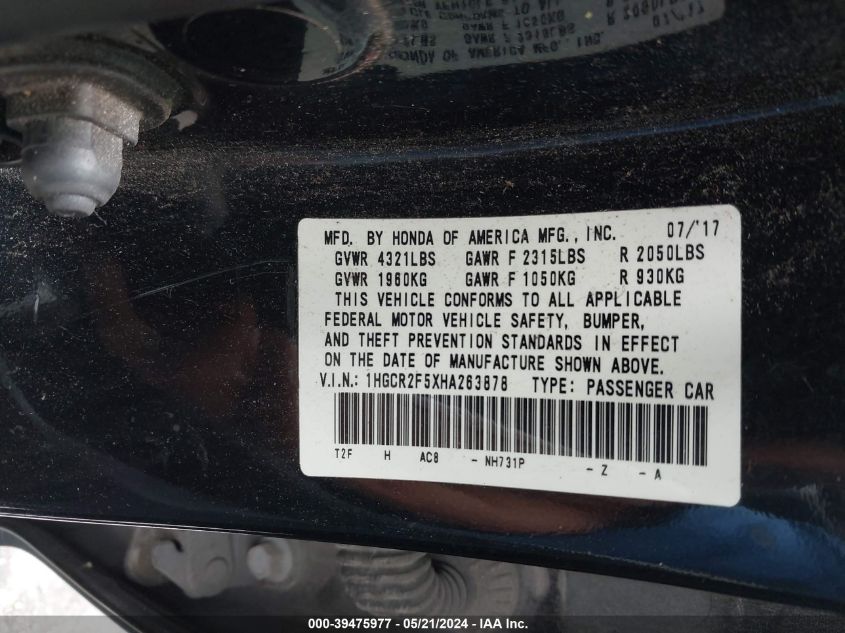 MFD. BY HONDA OF AMERICA MFG., INC. 07/'17
GVWR 4321LBS GAWR F 2315LBS R 2050LBS
GVWR 1960KG GAWR F 1050KG R 930KG
THIS VEHICLE CONFORMS TO ALL APPLICABLE
FEDERAL MOTOR VEHICLE SAFETY, BUMPER,
AND THEFT PREVENTION STANDARDS IN EFFECT
ON THE DATE OF MANUFACTURE SHOWN ABOVE.
V.I.N.: 1HGCR2F5XHA263878 TYPE: PASSENGER CAR
T2F H AC8 - NH731P - Z - A
000-39475977 - 05/21/2024 - IAA Inc.